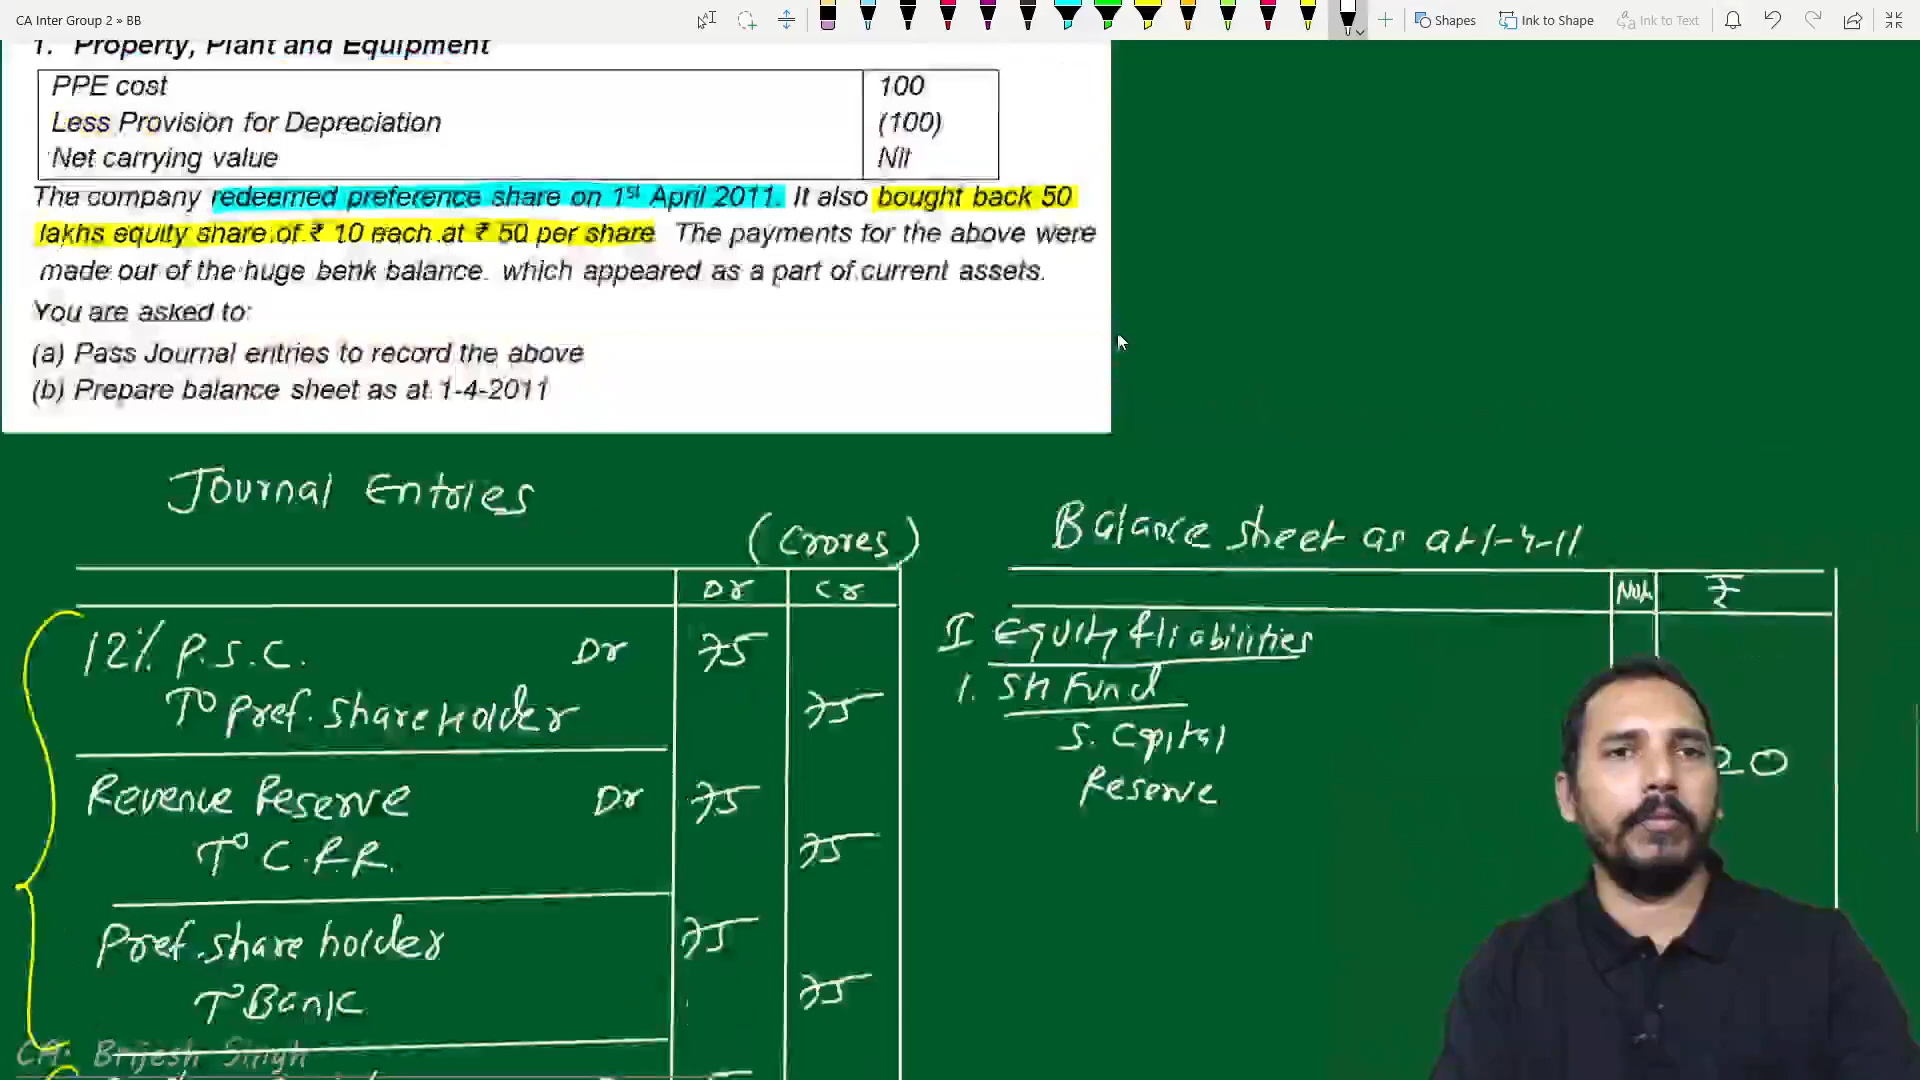 CA Inter Group 2 » BB
Shapes
Ink to Shape
Ink to Text
1. Property, Plant and Equipment
PPE cost 100
Less Provision for Depreciation (100)
Net carrying value Nil
The company redeemed preference share on 1st April 2011. It also bought back 50
lakhs equity share of ₹ 10 each at ₹ 50 per share. The payments for the above were
made out of the huge bank balance. which appeared as a part of current assets.
You are asked to:
(a) Pass Journal entries to record the above
(b) Prepare balance sheet as at 1-4-2011
Journal Entries
(Crores)
Dr Cr
12% P.S.C. Dr 75
To Pref. Shareholder 75
Revenue Reserve Dr 75
To C.R.R. 75
Pref. share holder 75
To Bank 75
CA. Brijesh Singh
Balance sheet as at 1-4-11
Note ₹
I Equity & liabilities
1. SH Fund
S. Cpital
Reserve
20